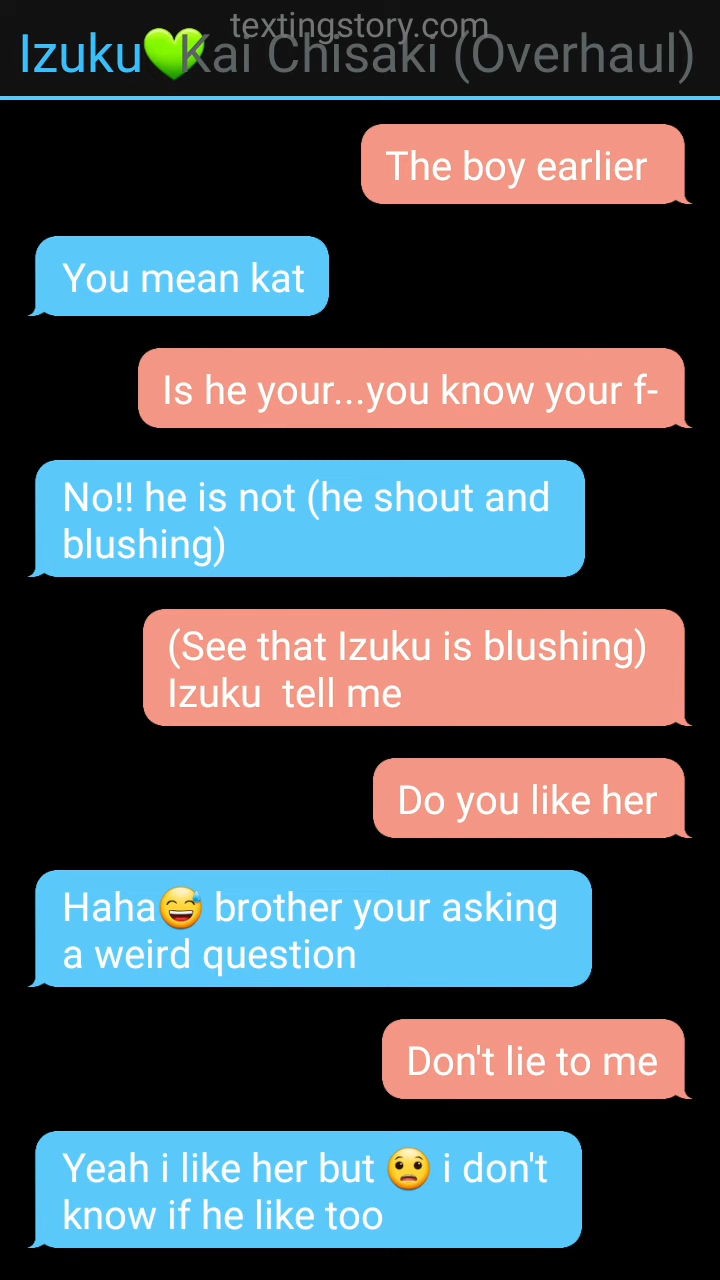 textingstory.com
Izuku💚Kai Chisaki (Overhaul)
The boy earlier
You mean kat
Is he your...you know your f-
No!! he is not (he shout and
blushing)
(See that Izuku is blushing)
Izuku  tell me
Do you like her
Haha😅 brother your asking
a weird question
Don't lie to me
Yeah i like her but 😦 i don't
know if he like too